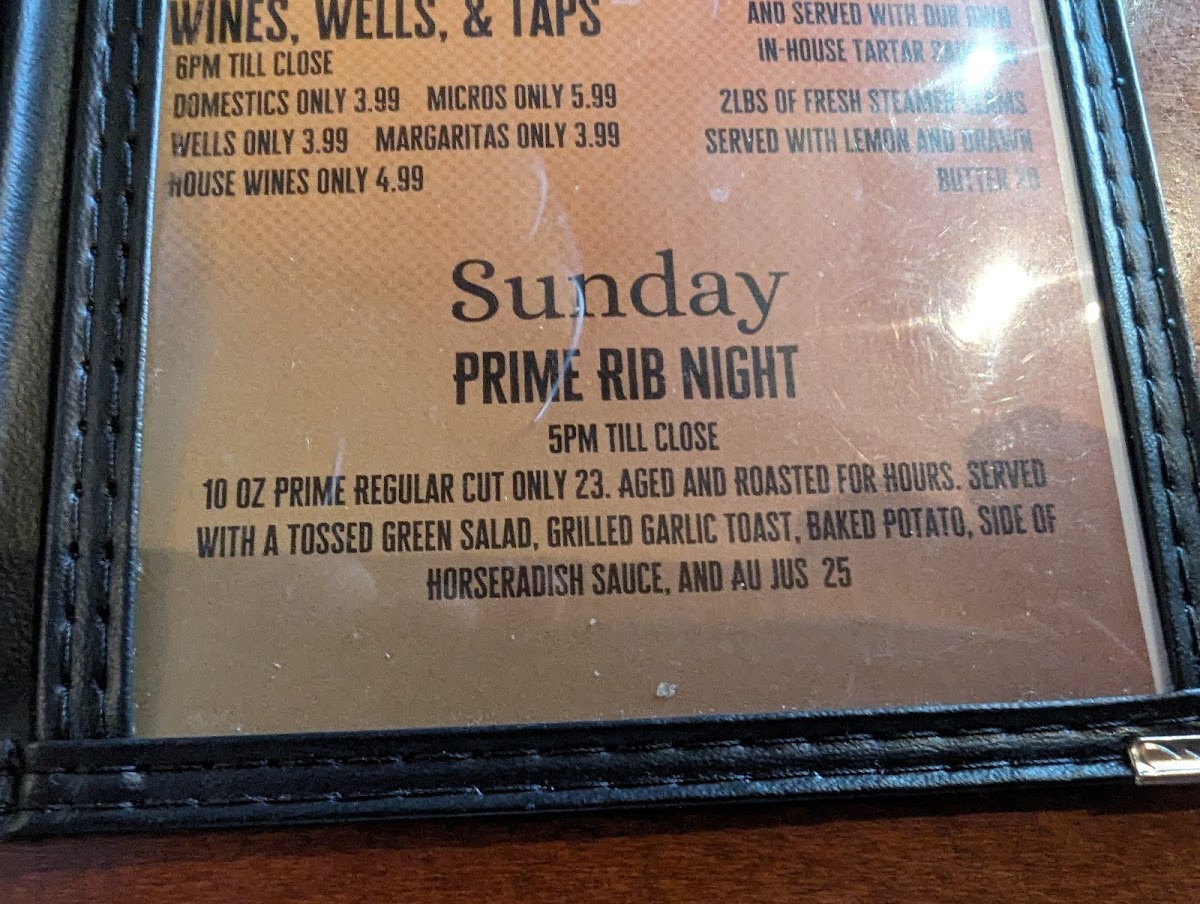 WINES, WELLS, & TAPS
6PM TILL CLOSE
DOMESTICS ONLY 3.99 MICROS ONLY 5.99
WELLS ONLY 3.99 MARGARITAS ONLY 3.99
HOUSE WINES ONLY 4.99
AND SERVED WITH OUR OWN
IN-HOUSE TARTAR
2LBS OF FRESH STEAMER CLAMS
SERVED WITH LEMON AND DRAWN
BUTTER
Sunday
PRIME RIB NIGHT
5PM TILL CLOSE
10 OZ PRIME REGULAR CUT ONLY 23. AGED AND ROASTED FOR HOURS. SERVED
WITH A TOSSED GREEN SALAD, GRILLED GARLIC TOAST, BAKED POTATO, SIDE OF
HORSERADISH SAUCE, AND AU JUS 25